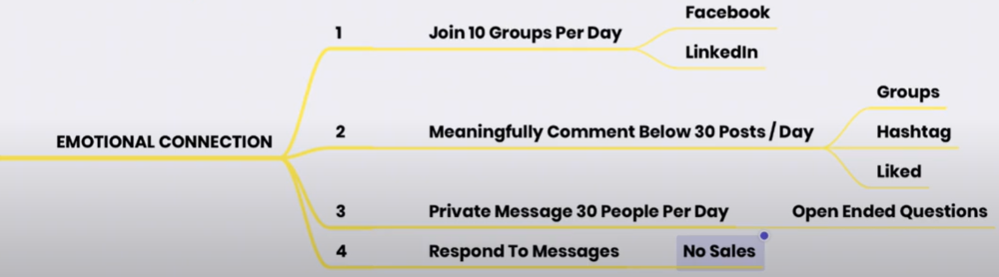 Facebook
1 Join 10 Groups Per Day
LinkedIn
Groups
2 Meaningfully Comment Below 30 Posts / Day
Hashtag
EMOTIONAL CONNECTION
Liked
3 Private Message 30 People Per Day Open Ended Questions
4 Respond To Messages No Sales